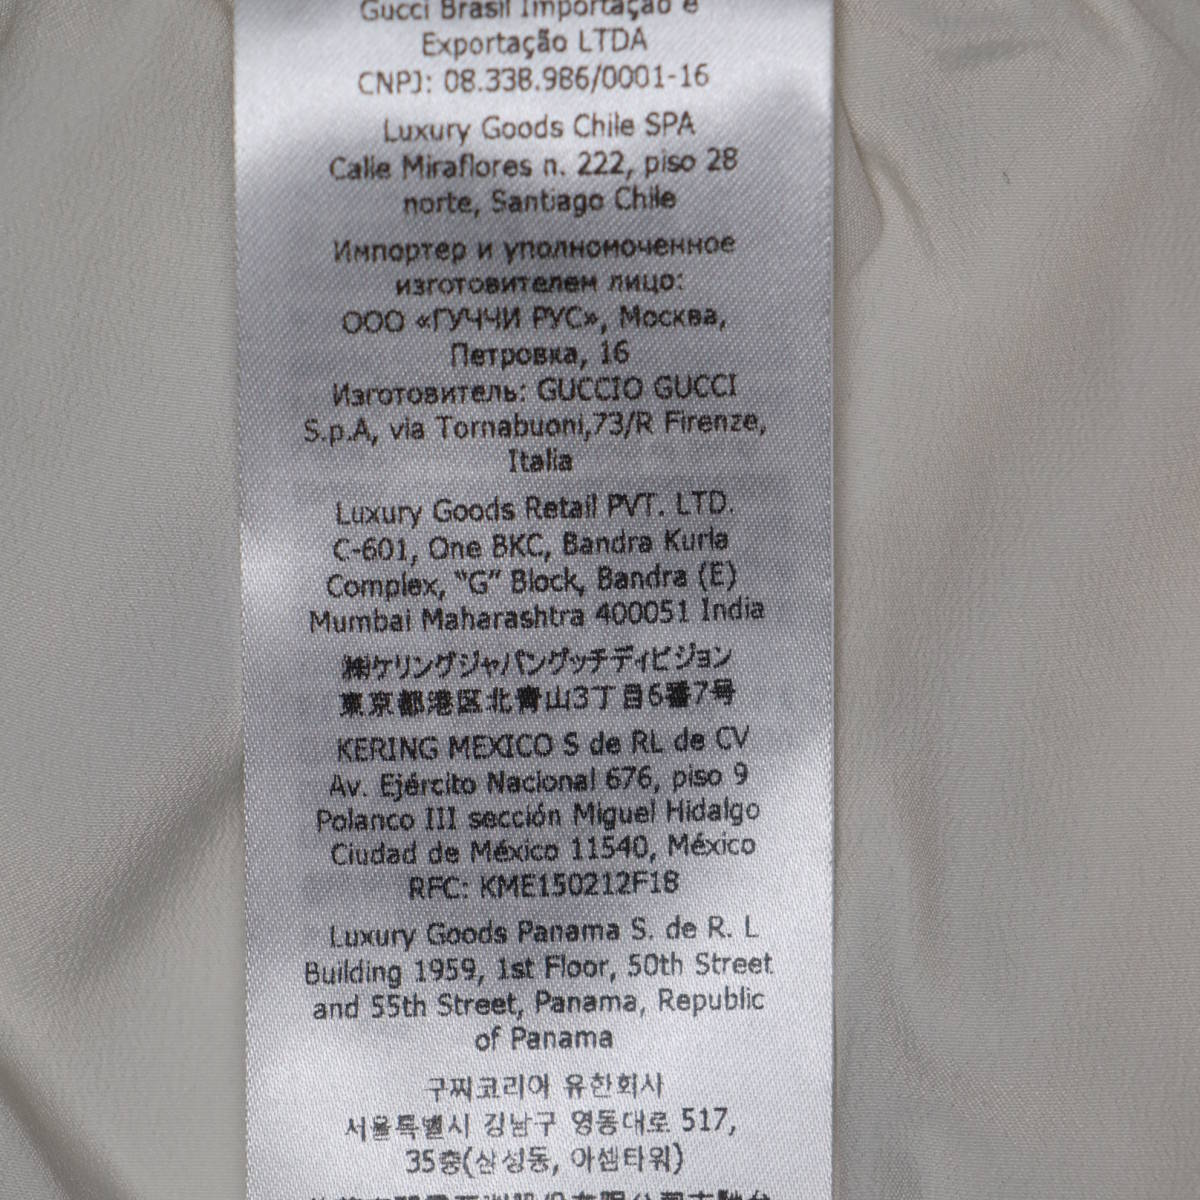 Gucci Brasil Importação e
Exportação LTDA
CNPJ: 08.338.986/0001-16
Luxury Goods Chile SPA
Calle Miraflores n. 222, piso 28
norte, Santiago Chile
Импортер и уполномоченное
изготовителем лицо:
ООО «ГУЧЧИ РУС», Москва,
Петровка, 16
Изготовитель: GUCCIO GUCCI
S.p.A, via Tornabuoni,73/R Firenze,
Italia
Luxury Goods Retail PVT. LTD.
C-601, One BKC, Bandra Kurla
Complex, "G" Block, Bandra (E)
Mumbai Maharashtra 400051 India
㈱ケリングジャパングッチディビジョン
東京都港区北青山3丁目6番7号
KERING MEXICO S de RL de CV
Av. Ejército Nacional 676, piso 9
Polanco III sección Miguel Hidalgo
Ciudad de México 11540, México
RFC: KME150212F18
Luxury Goods Panama S. de R. L
Building 1959, 1st Floor, 50th Street
and 55th Street, Panama, Republic
of Panama
구찌코리아 유한회사
서울특별시 강남구 영동대로 517,
35층(삼성동, 아셈타워)